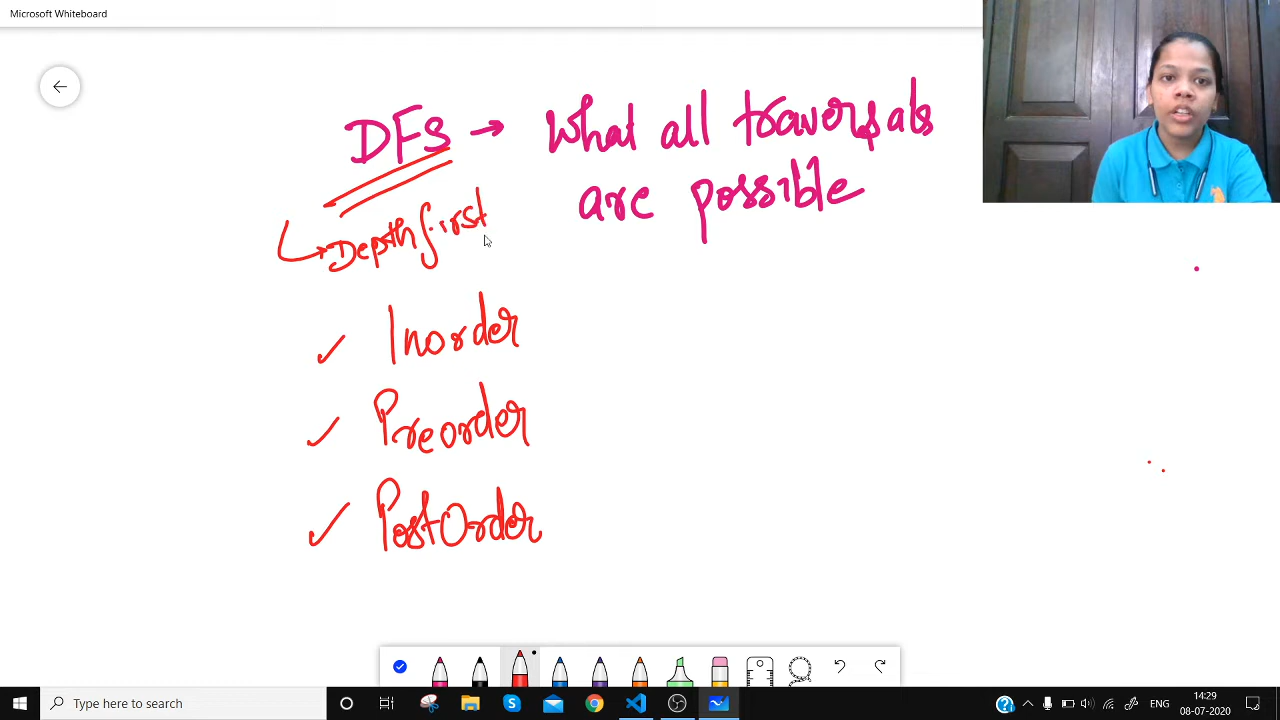 Microsoft Whiteboard
DFS → What all traversals
are possible
Depth first
✓ Inorder
✓ Preorder
✓ PostOrder
Type here to search
ENG
14:29
08-07-2020